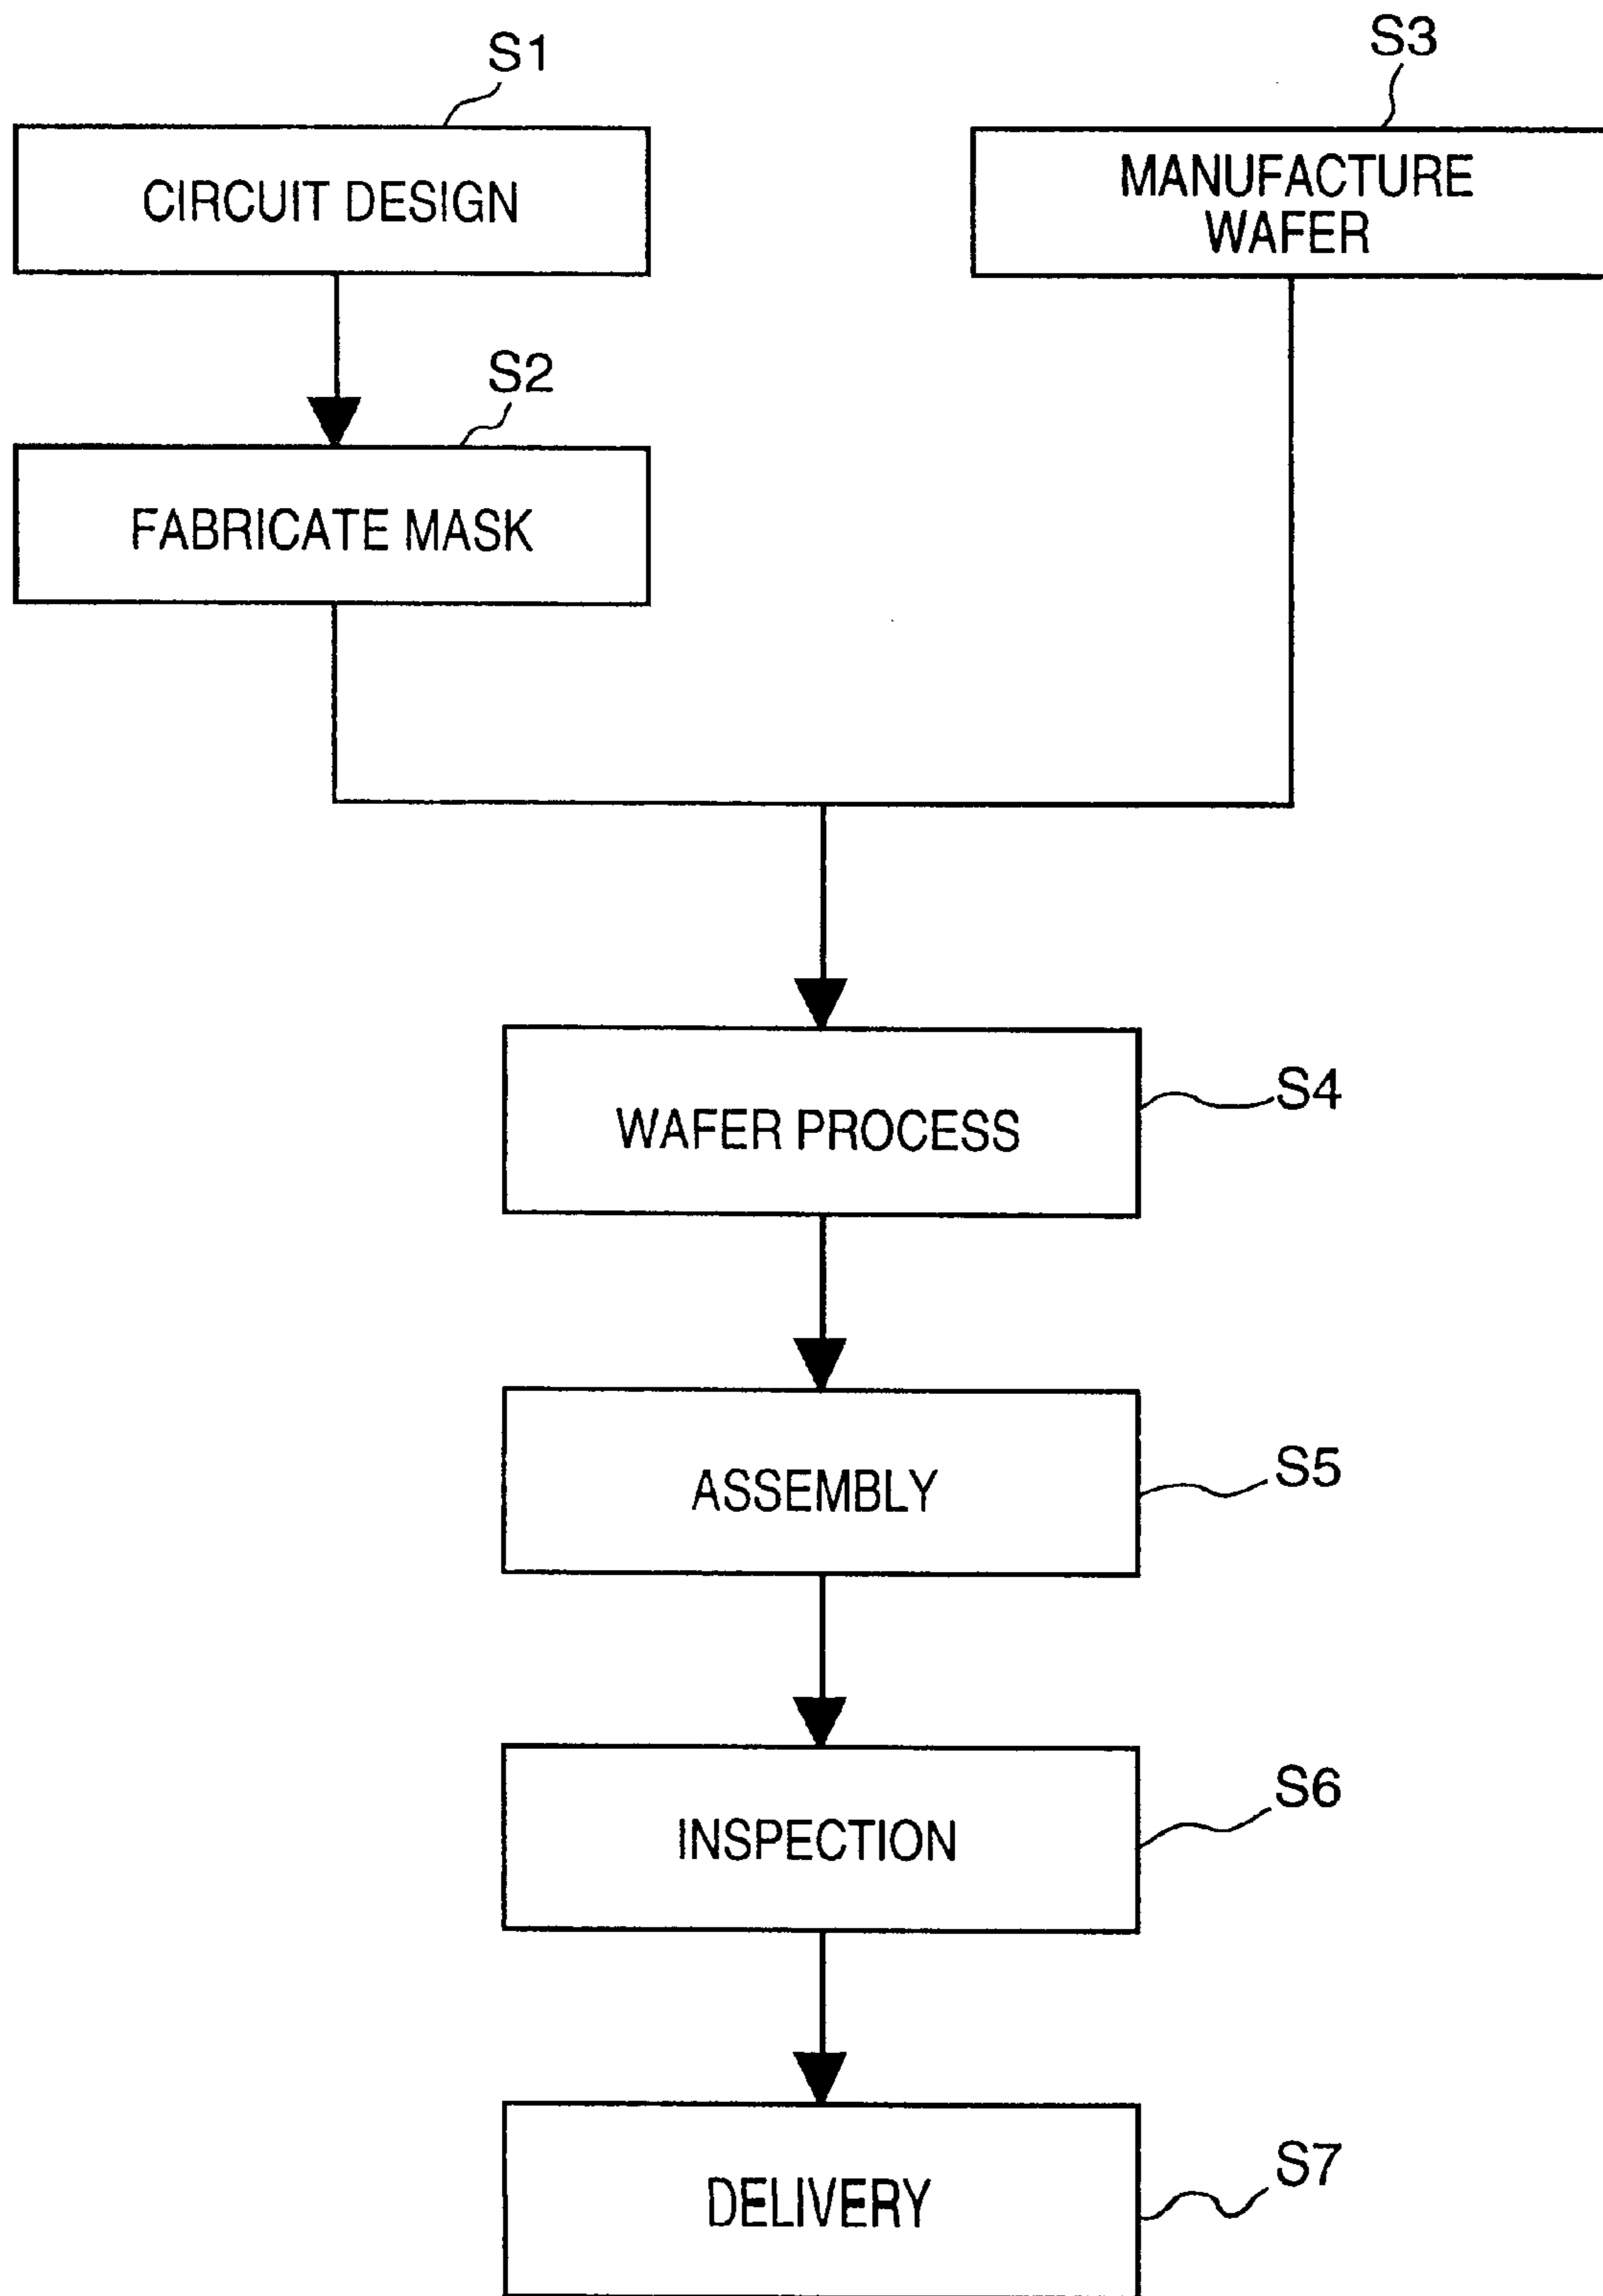 S1
CIRCUIT DESIGN
S3
MANUFACTURE
WAFER
S2
FABRICATE MASK
WAFER PROCESS
S4
ASSEMBLY
S5
INSPECTION
S6
DELIVERY
S7